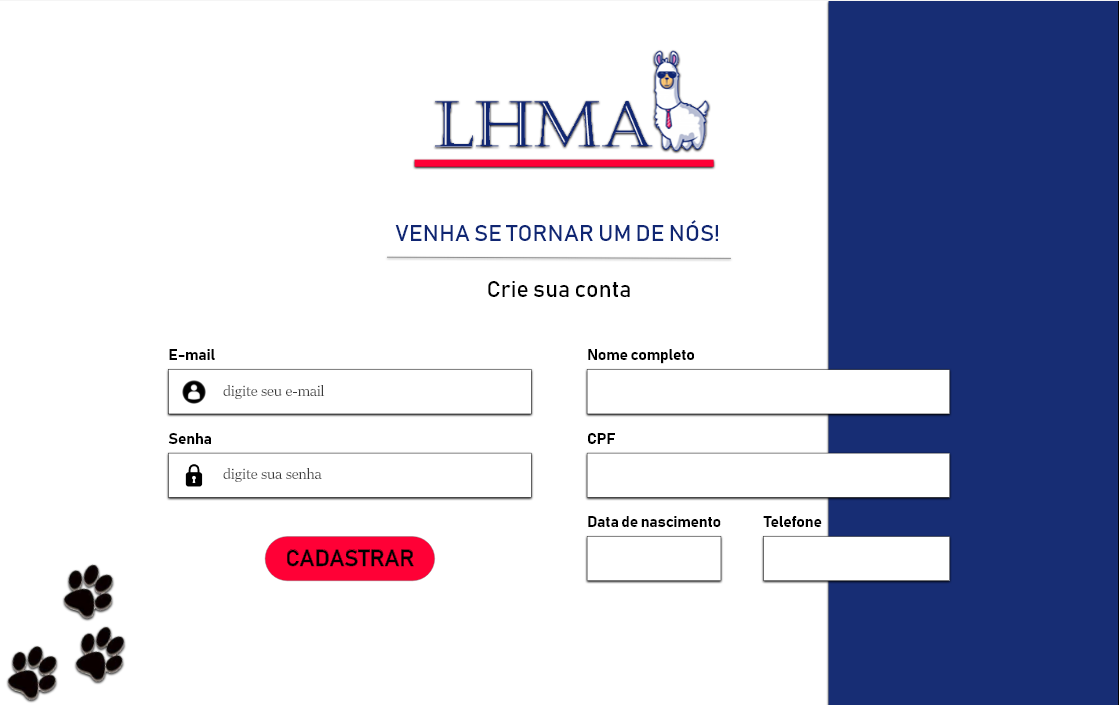 LHMA
VENHA SE TORNAR UM DE NÓS!
Crie sua conta
E-mail
digite seu e-mail
Senha
digite sua senha
CADASTRAR
Nome completo
CPF
Data de nascimento
Telefone